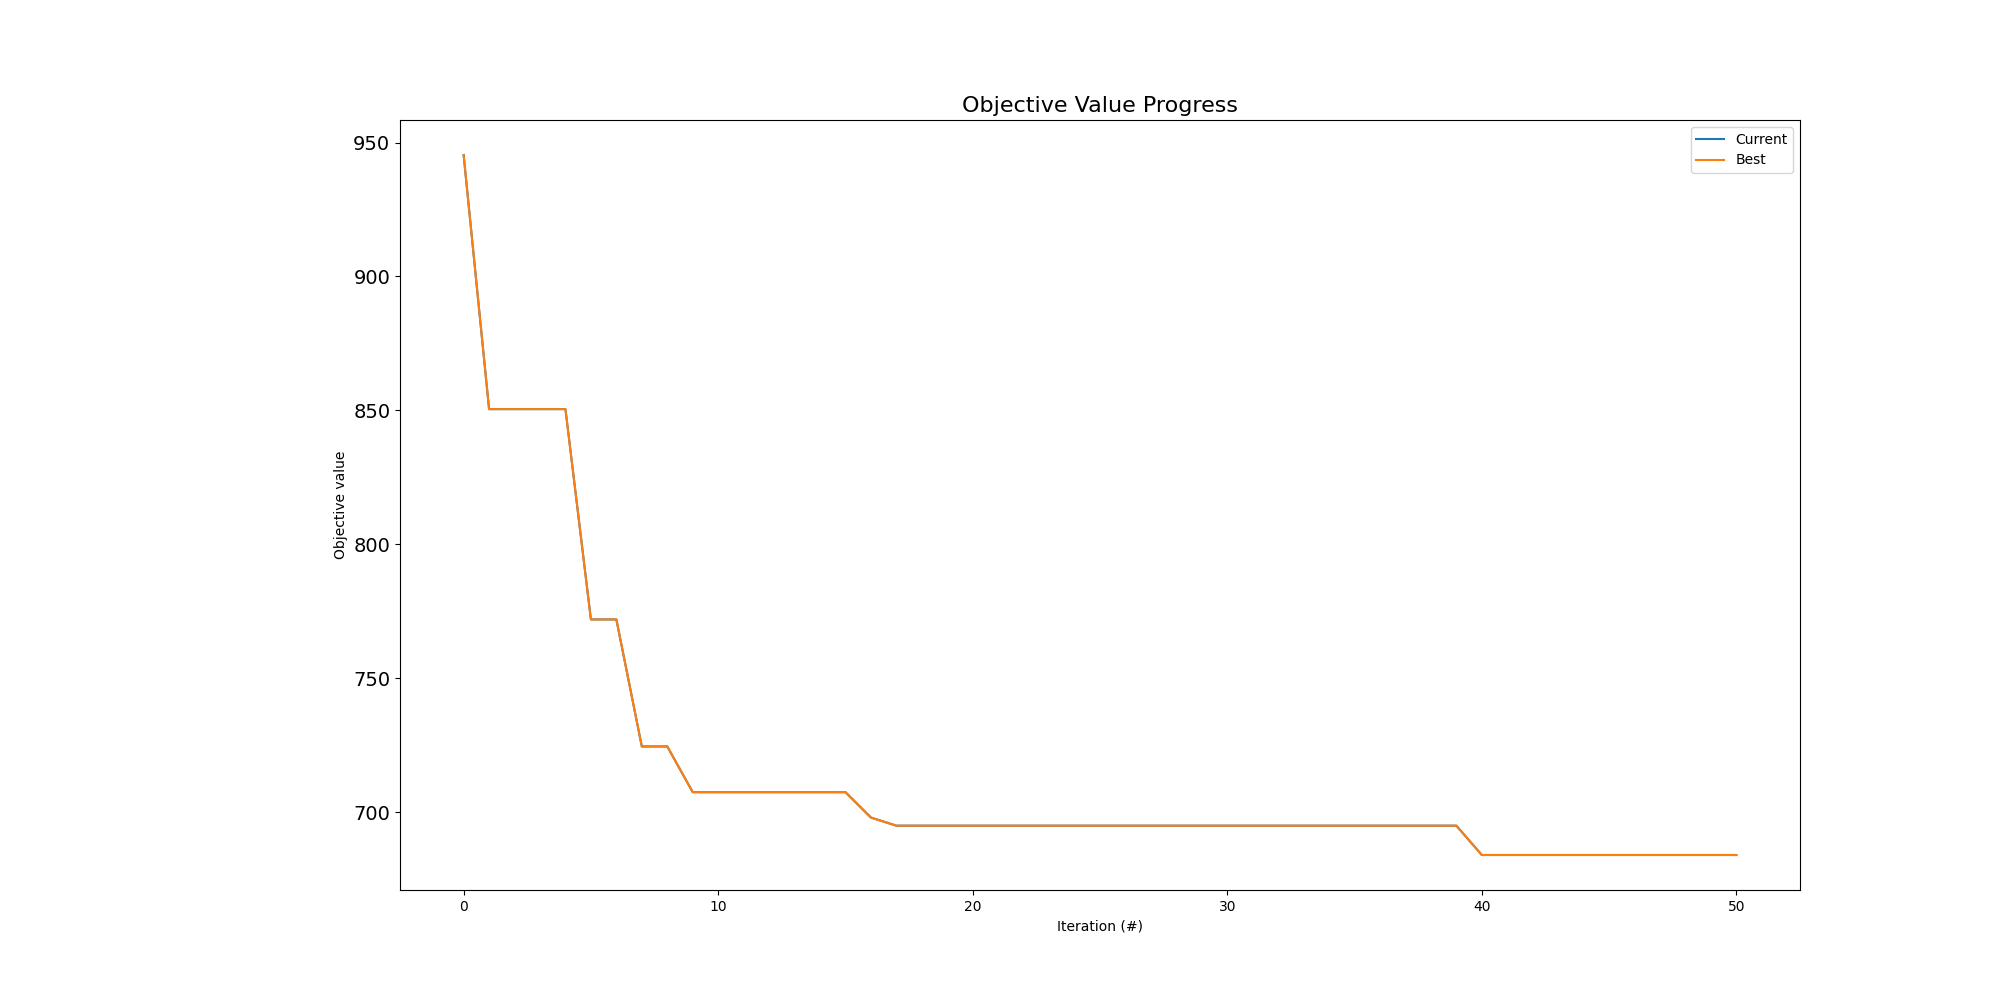 Objective Value Progress
Current
Best
950
900
850
800
750
700
Objective value
0 10 20 30 40 50
Iteration (#)